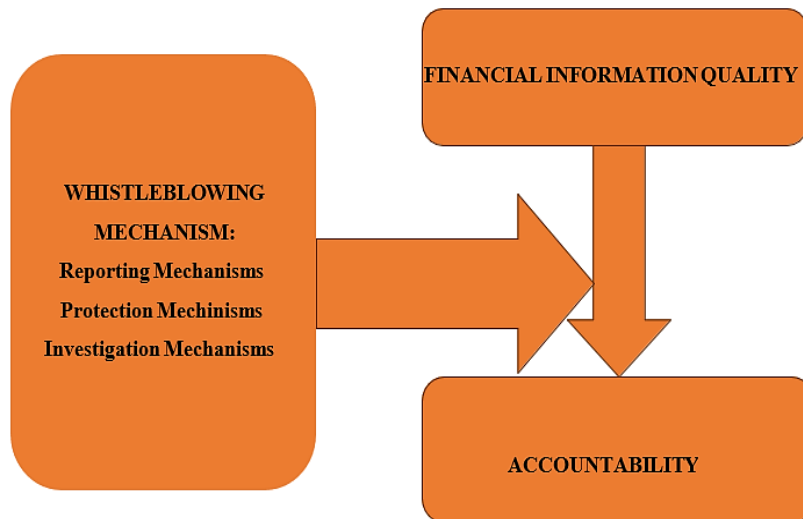 WHISTLEBLOWING
MECHANISM:
Reporting Mechanisms
Protection Mechinisms
Investigation Mechanisms
FINANCIAL INFORMATION QUALITY
ACCOUNTABILITY